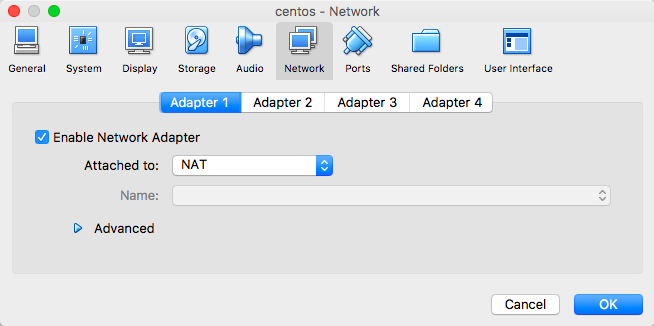 centos - Network
General System Display Storage Audio Network Ports Shared Folders User Interface
Adapter 1 Adapter 2 Adapter 3 Adapter 4
Enable Network Adapter
Attached to: NAT
Name:
Advanced
Cancel OK